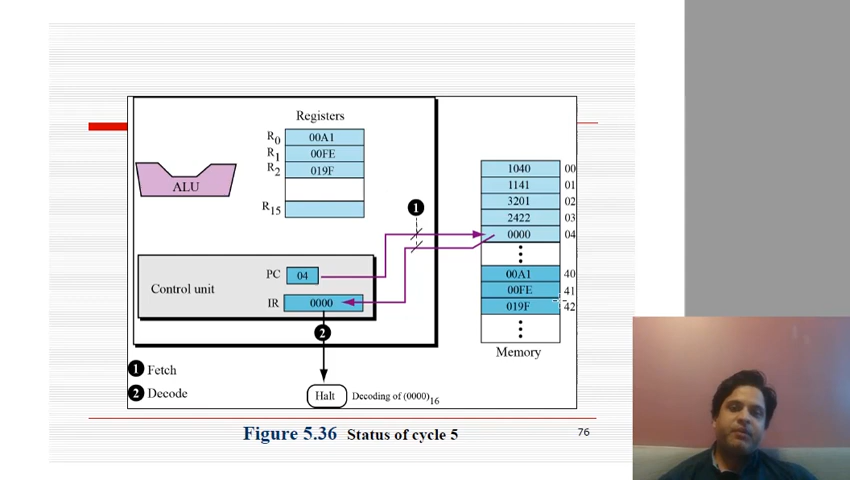 Registers
R0 00A1
R1 00FE
R2 019F
R15
ALU
1
1040 00
1141 01
3201 02
2422 03
0000 04
00A1 40
00FE 41
019F 42
Memory
Control unit
PC 04
IR 0000
2
1 Fetch
2 Decode
Halt Decoding of (0000)16
Figure 5.36 Status of cycle 5
76